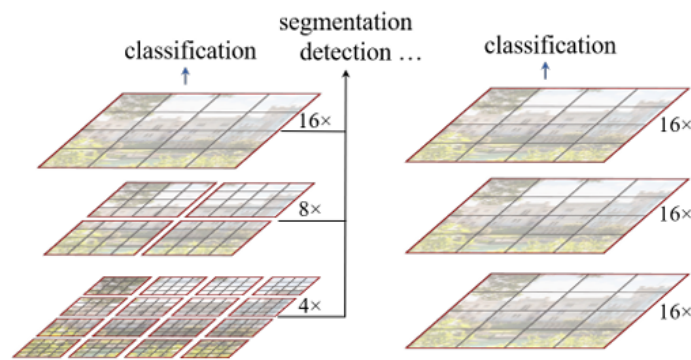 segmentation
detection ...
classification
classification
16×
8×
4×
16×
16×
16×